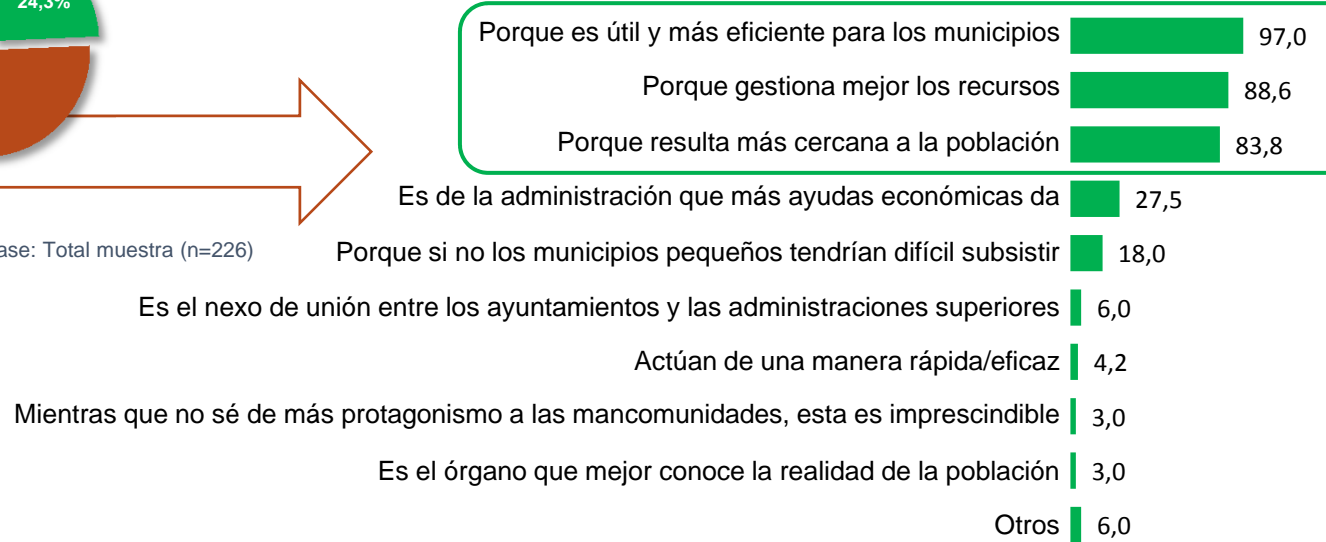 24,3%
Porque es útil y más eficiente para los municipios 97,0
Porque gestiona mejor los recursos 88,6
Porque resulta más cercana a la población 83,8
Es de la administración que más ayudas económicas da 27,5
Total muestra (n=226)
Porque si no los municipios pequeños tendrían difícil subsistir 18,0
Es el nexo de unión entre los ayuntamientos y las administraciones superiores 6,0
Actúan de una manera rápida/eficaz 4,2
Mientras que no sé de más protagonismo a las mancomunidades, esta es imprescindible 3,0
Es el órgano que mejor conoce la realidad de la población 3,0
Otros 6,0